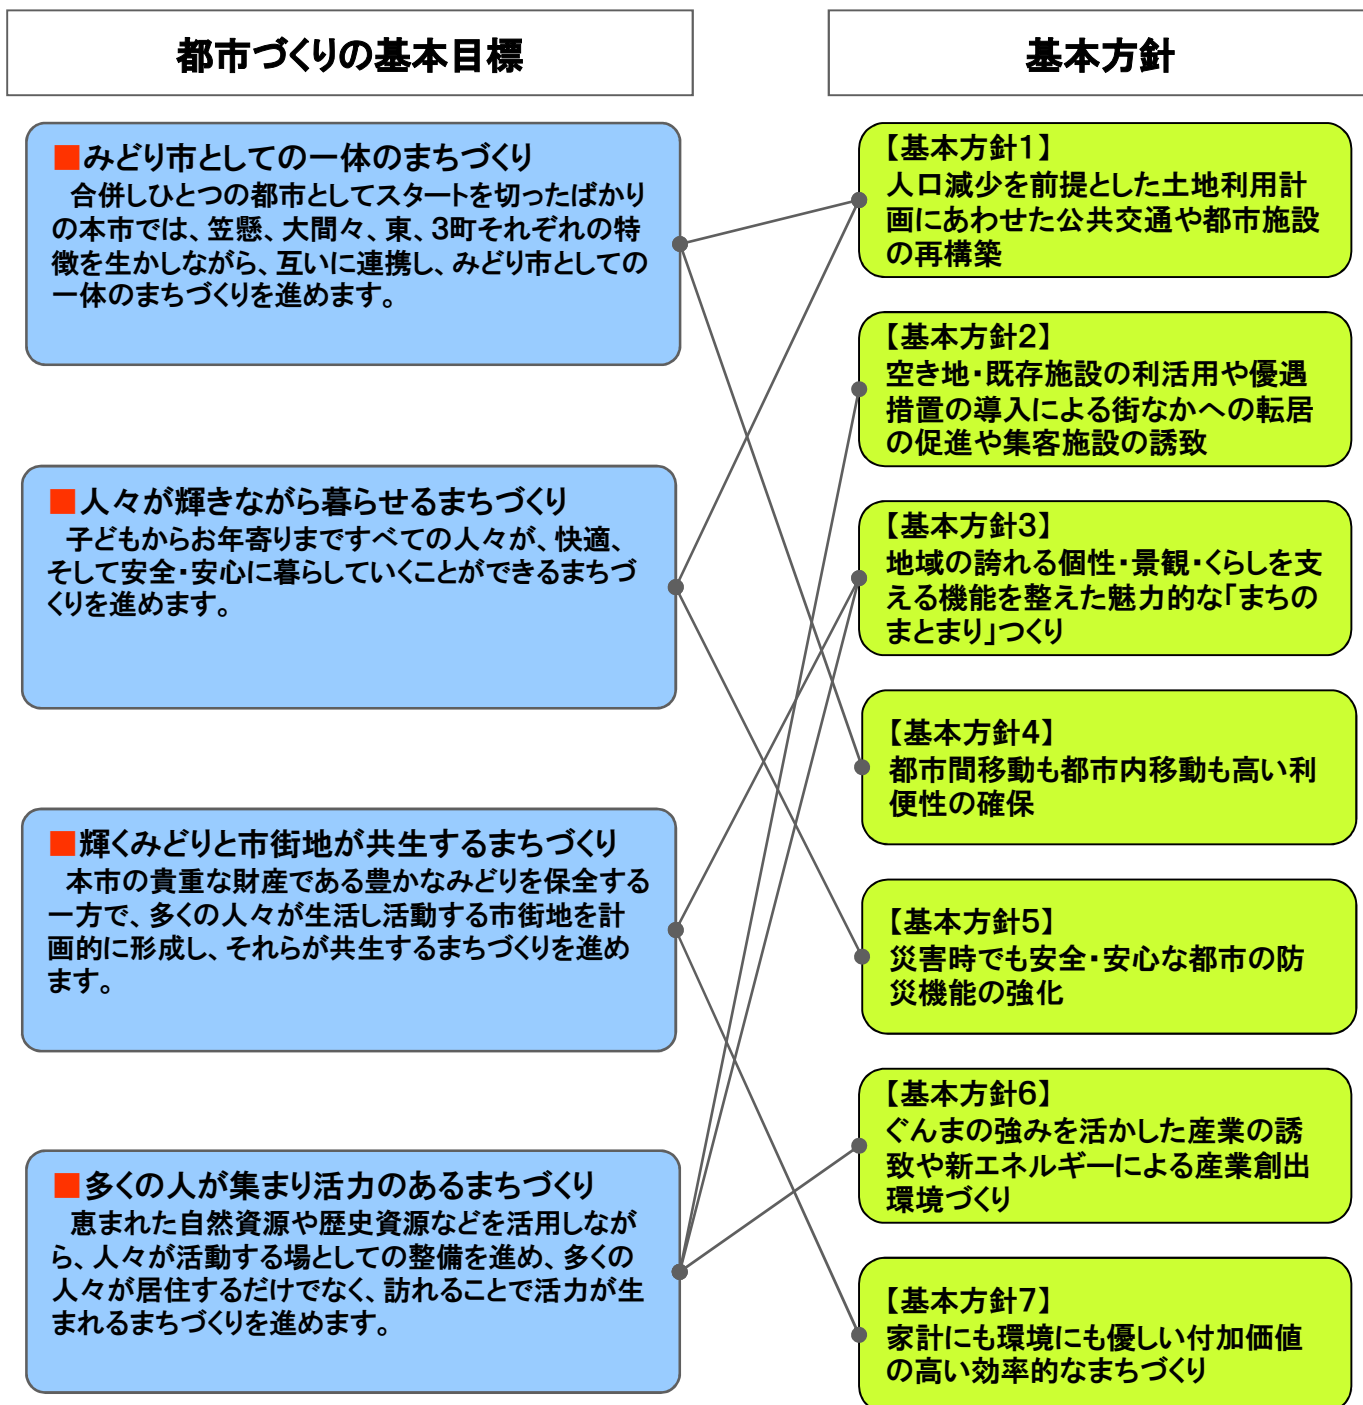 都市づくりの基本目標
■みどり市としての一体のまちづくり
合併しひとつの都市としてスタートを切ったばかり
の本市では、笠懸、大間々、東、3町それぞれの特
徴を生かしながら、互いに連携し、みどり市としての
一体のまちづくりを進めます。
■人々が輝きながら暮らせるまちづくり
子どもからお年寄りまですべての人々が、快適、
そして安全・安心に暮らしていくことができるまちづ
くりを進めます。
■輝くみどりと市街地が共生するまちづくり
本市の貴重な財産である豊かなみどりを保全する
一方で、多くの人々が生活し活動する市街地を計
画的に形成し、それらが共生するまちづくりを進め
ます。
■多くの人が集まり活力のあるまちづくり
恵まれた自然資源や歴史資源などを活用しなが
ら、人々が活動する場としての整備を進め、多くの
人々が居住するだけでなく、訪れることで活力が生
まれるまちづくりを進めます。
基本方針
【基本方針1】
人口減少を前提とした土地利用計
画にあわせた公共交通や都市施設
の再構築
【基本方針2】
空き地・既存施設の利活用や優遇
措置の導入による街なかへの転居
の促進や集客施設の誘致
【基本方針3】
地域の誇れる個性・景観・くらしを支
える機能を整えた魅力的な「まちの
まとまり」つくり
【基本方針4】
都市間移動も都市内移動も高い利
便性の確保
【基本方針5】
災害時でも安全・安心な都市の防
災機能の強化
【基本方針6】
ぐんまの強みを活かした産業の誘
致や新エネルギーによる産業創出
環境づくり
【基本方針7】
家計にも環境にも優しい付加価値
の高い効率的なまちづくり